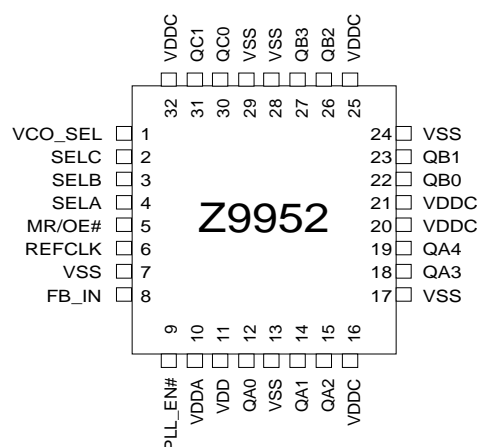 VDDC QC1 QC0 VSS VSS QB3 QB2 VDDC
32 31 30 29 28 27 26 25
VCO_SEL 1 24 VSS
SELC 2 23 QB1
SELB 3 22 QB0
SELA 4 21 VDDC
MR/OE# 5 20 VDDC
REFCLK 6 19 QA4
VSS 7 18 QA3
FB_IN 8 17 VSS
Z9952
9 10 11 12 13 14 15 16
PLL_EN# VDDA VDD QA0 VSS QA1 QA2 VDDC